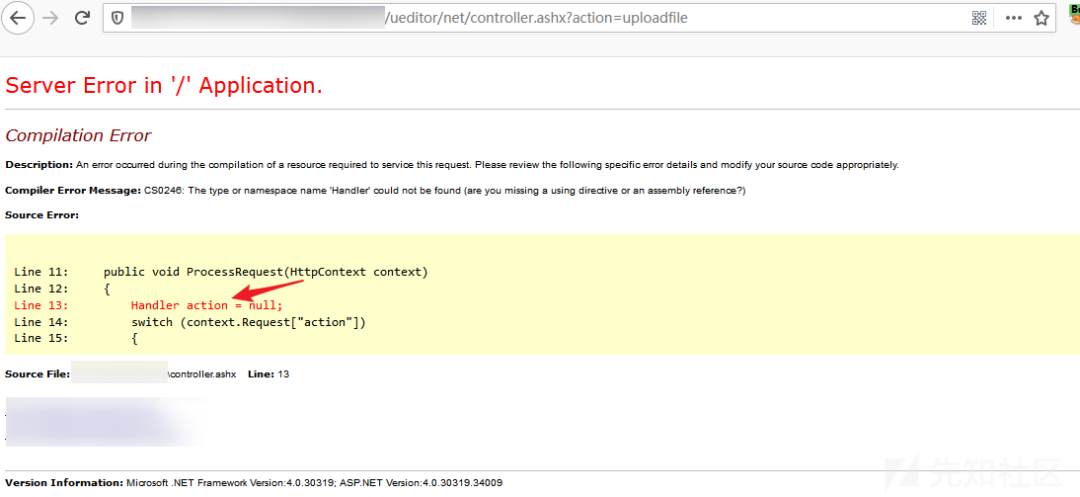 /ueditor/net/controller.ashx?action=uploadfile
Server Error in '/' Application.
Compilation Error
Description: An error occurred during the compilation of a resource required to service this request. Please review the following specific error details and modify your source code appropriately.
Compiler Error Message: CS0246: The type or namespace name 'Handler' could not be found (are you missing a using directive or an assembly reference?)
Source Error:
Line 11:     public void ProcessRequest(HttpContext context)
Line 12:     {
Line 13:         Handler action = null;
Line 14:         switch (context.Request["action"])
Line 15:         {
Source File: \controller.ashx    Line: 13
Version Information: Microsoft .NET Framework Version:4.0.30319; ASP.NET Version:4.0.30319.34009
先知社区